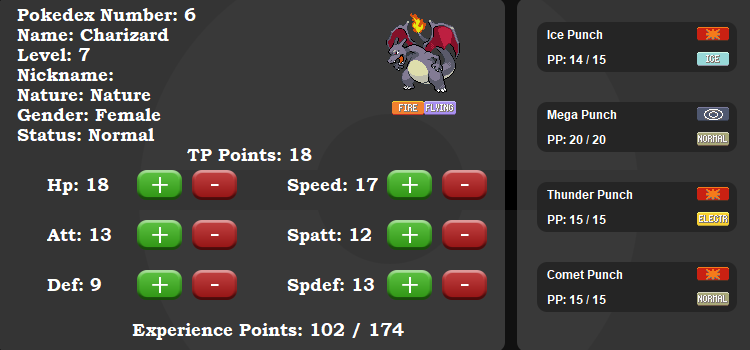 Pokedex Number: 6
Name: Charizard
Level: 7
Nickname:
Nature: Nature
Gender: Female
Status: Normal
FIRE FLYING
TP Points: 18
Hp: 18 + -
Speed: 17 + -
Att: 13 + -
Spatt: 12 + -
Def: 9 + -
Spdef: 13 + -
Experience Points: 102 / 174
Ice Punch
PP: 14 / 15 ICE
Mega Punch
PP: 20 / 20 NORMAL
Thunder Punch
PP: 15 / 15 ELECTR
Comet Punch
PP: 15 / 15 NORMAL